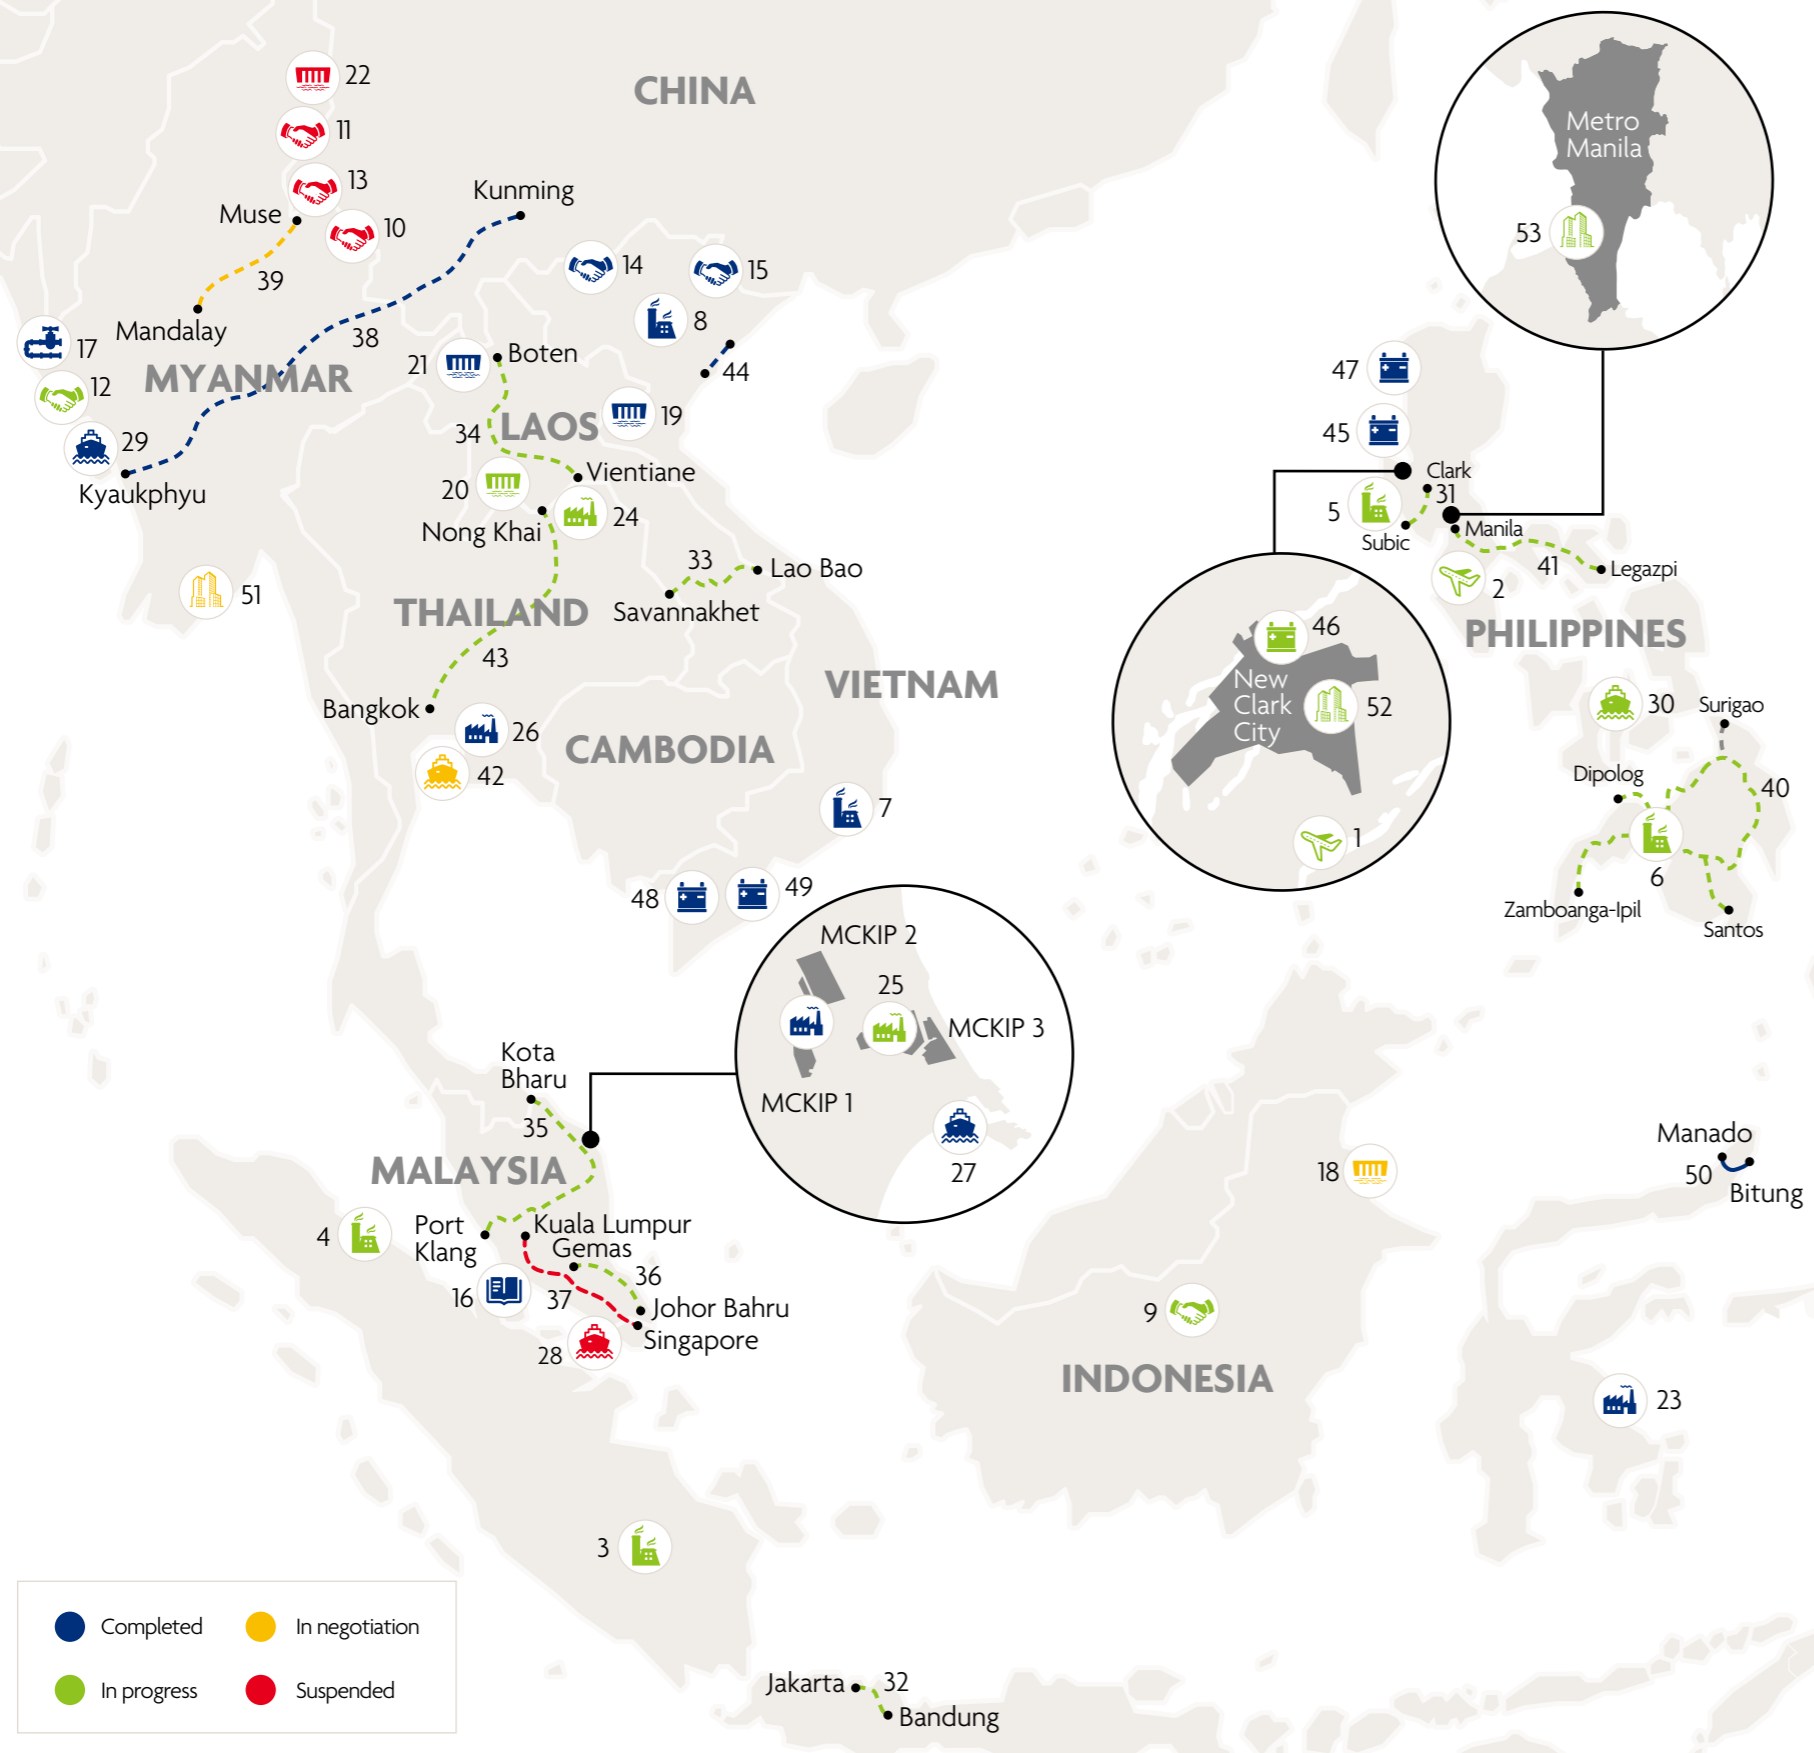 22
CHINA
11
13
Kunming
Muse
10
39
14
15
8
Mandalay
38
17
12
MYANMAR
21
Boten
44
34
LAOS
19
29
Vientiane
Kyaukphyu
20
24
Nong Khai
33
Lao Bao
51
Savannakhet
THAILAND
43
Bangkok
26
42
VIETNAM
CAMBODIA
7
48
49
Metro
Manila
53
47
45
Clark
31
5
Subic
Manila
41
Legazpi
2
PHILIPPINES
46
New
Clark
City
52
1
30
Surigao
Dipolog
40
6
Zamboanga-Ipil
Santos
MCKIP 2
25
MCKIP 3
MCKIP 1
27
Kota
Bharu
35
MALAYSIA
4
Port
Klang
Kuala Lumpur
Gemas
36
16
37
Johor Bahru
Singapore
28
18
Manado
50
Bitung
9
INDONESIA
23
3
Jakarta
32
Bandung
Completed
In negotiation
In progress
Suspended